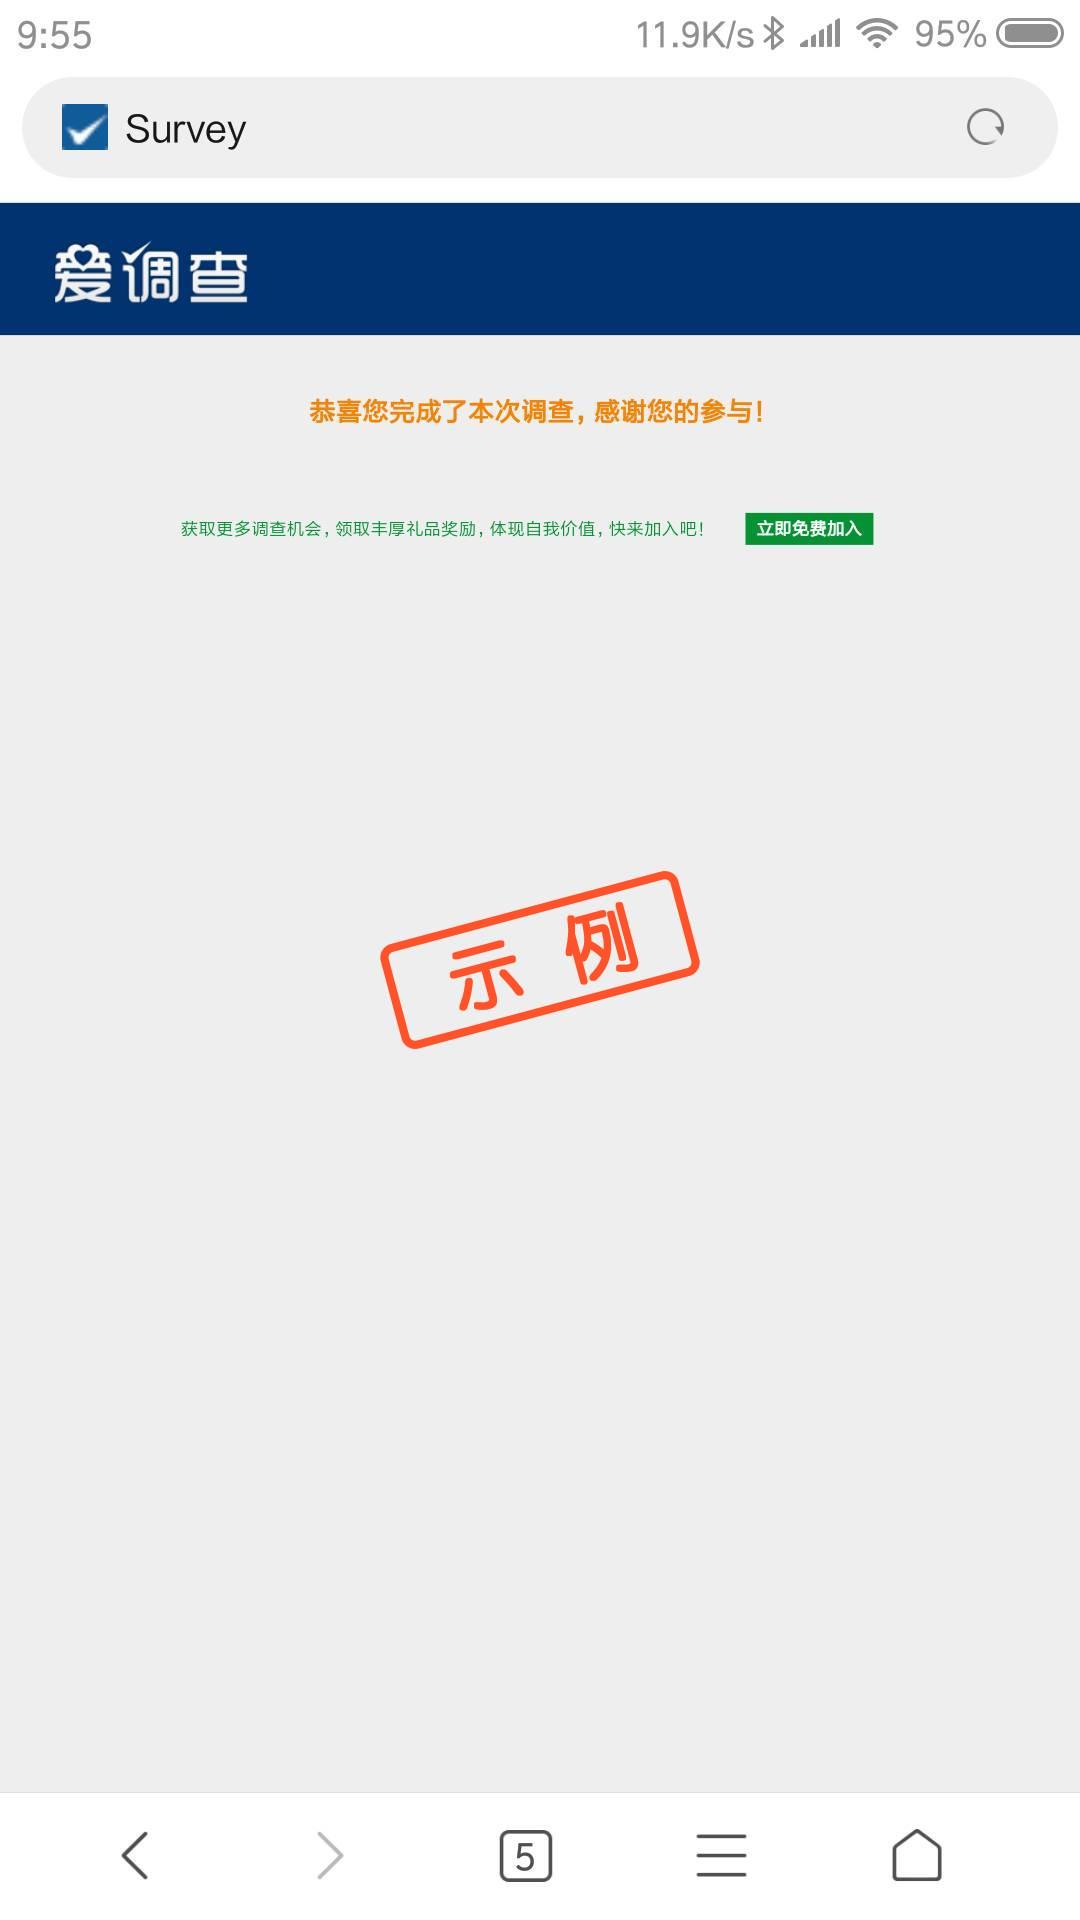 9:55
11.9K/s 95%
Survey
爱调查
恭喜您完成了本次调查，感谢您的参与！
获取更多调查机会，领取丰厚礼品奖励，体现自我价值，快来加入吧！ 立即免费加入
示例
5